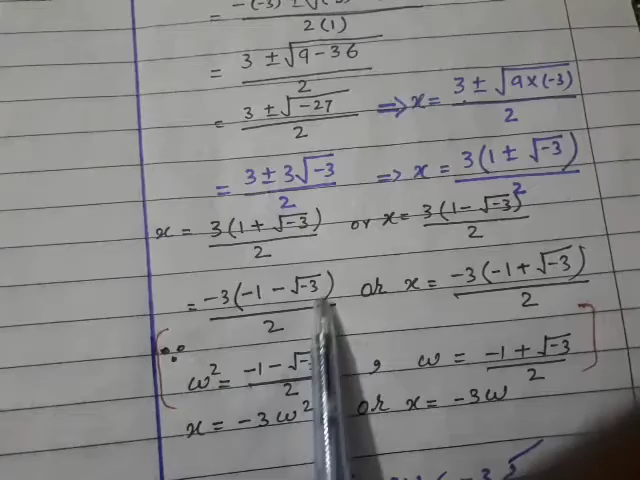 2(1)
= 3 ± √9 - 36 / 2
= 3 ± √-27 / 2 ⟹ x = 3 ± √9×(-3) / 2
= 3 ± 3√-3 / 2 ⟹ x = 3(1 ± √-3) / 2
x = 3(1 + √-3) / 2 or x = 3(1 - √-3) / 2
= -3(-1 - √-3) / 2 or x = -3(-1 + √-3) / 2
∵ ω² = -1 - √-3 / 2 , ω = -1 + √-3 / 2
x = -3ω² or x = -3ω